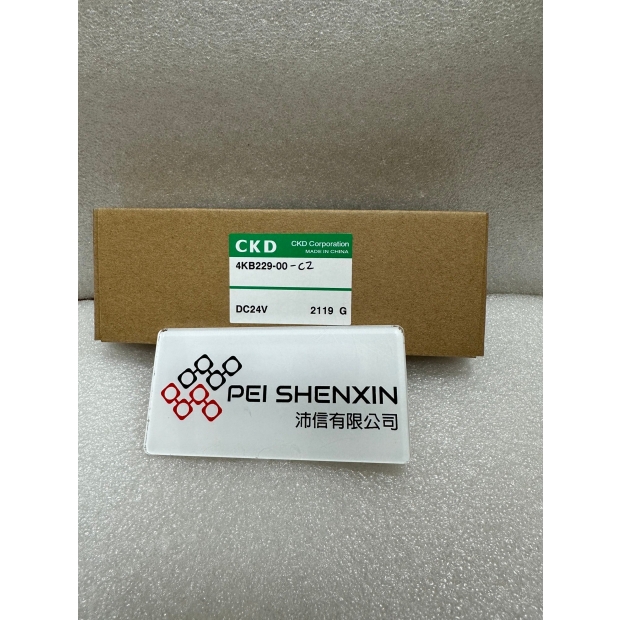 CKD CKD Corporation
MADE IN CHINA
4KB229-00-C2
DC24V 2119 G
PEI SHENXIN
沛信有限公司